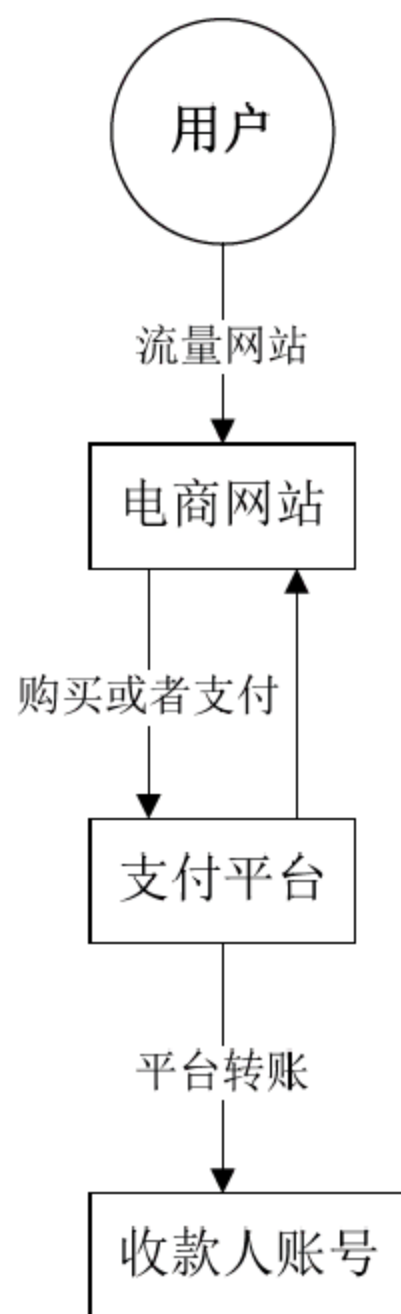 用户
流量网站
电商网站
购买或者支付
支付平台
平台转账
收款人账号